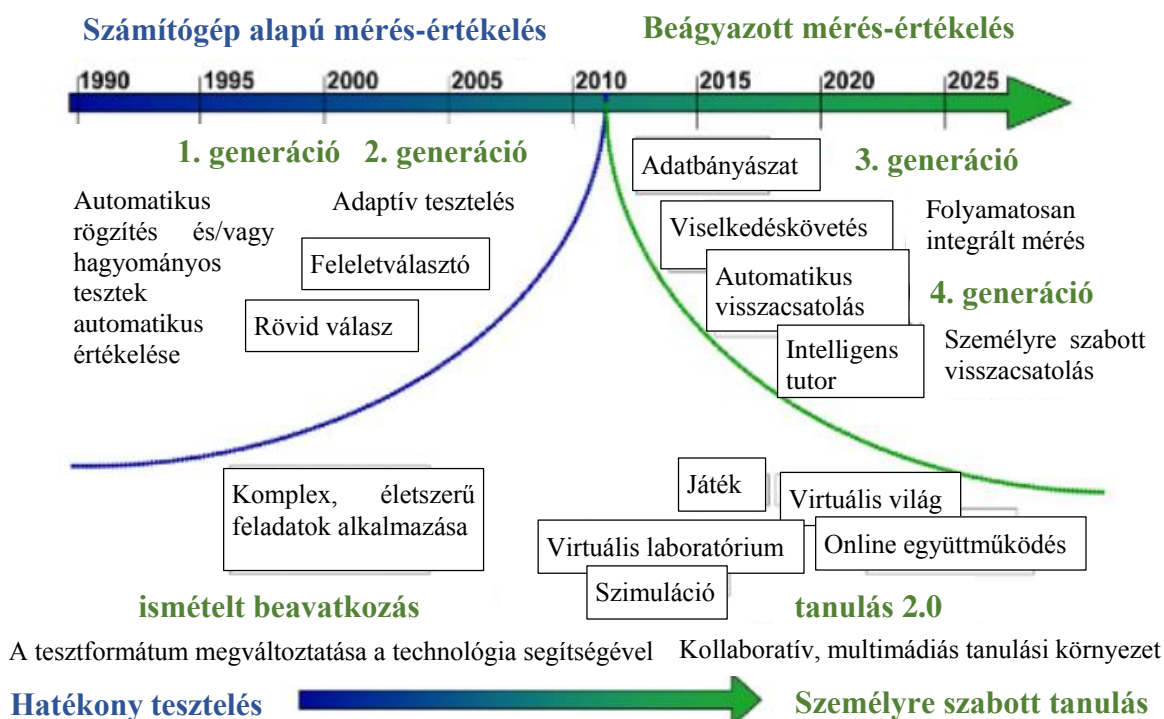 Számítógép alapú mérés-értékelés
Beágyazott mérés-értékelés
1990 1995 2000 2005 2010 2015 2020 2025
1. generáció
2. generáció
Automatikus
rögzítés és/vagy
hagyományos
tesztek
automatikus
értékelése
Adaptív tesztelés
Feleletválasztó
Rövid válasz
Adatbányászat
3. generáció
Viselkedéskövetés
Folyamatosan
integrált mérés
Automatikus
visszacsatolás
4. generáció
Intelligens
tutor
Személyre szabott
visszacsatolás
Komplex, életszerű
feladatok alkalmazása
Játék
Virtuális világ
Virtuális laboratórium
Online együttműködés
Szimuláció
ismételt beavatkozás
tanulás 2.0
A tesztformátum megváltoztatása a technológia segítségével
Kollaboratív, multimádiás tanulási környezet
Hatékony tesztelés
Személyre szabott tanulás